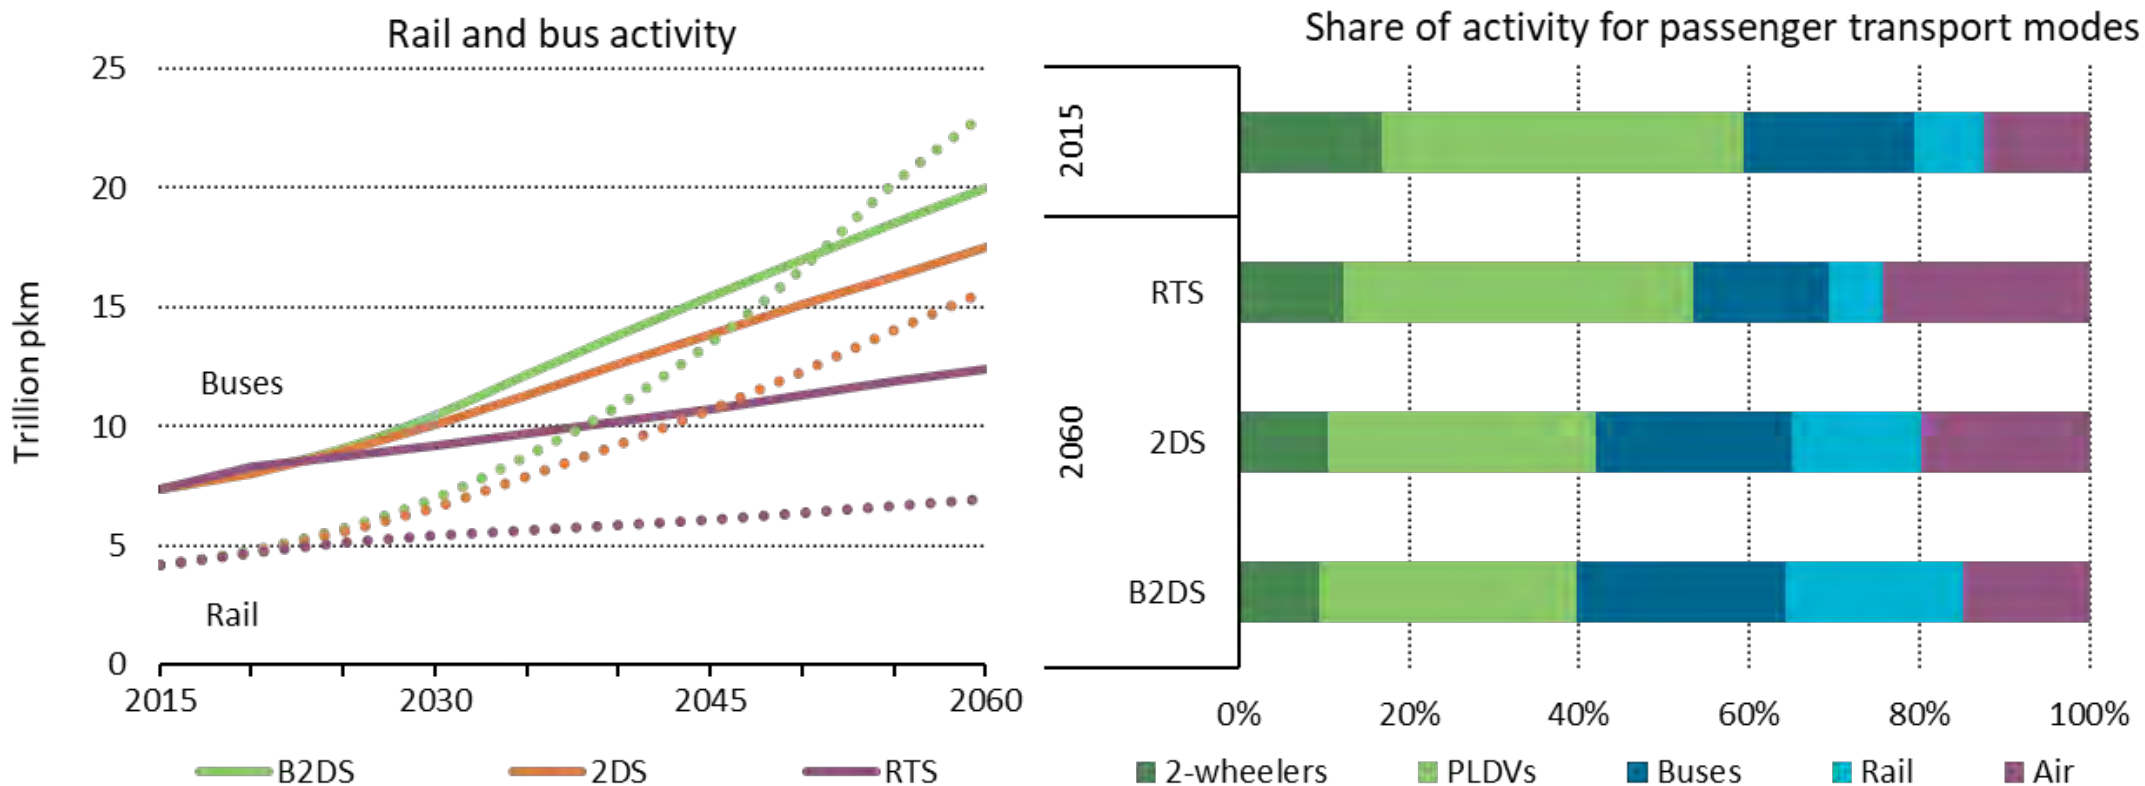 Rail and bus activity
25
20
15
10
5
0
Trillion pkm
Buses
Rail
2015
2030
2045
2060
B2DS
2DS
RTS
Share of activity for passenger transport modes
2015
2060
RTS
2DS
B2DS
0%
20%
40%
60%
80%
100%
2-wheelers
PLDVs
Buses
Rail
Air